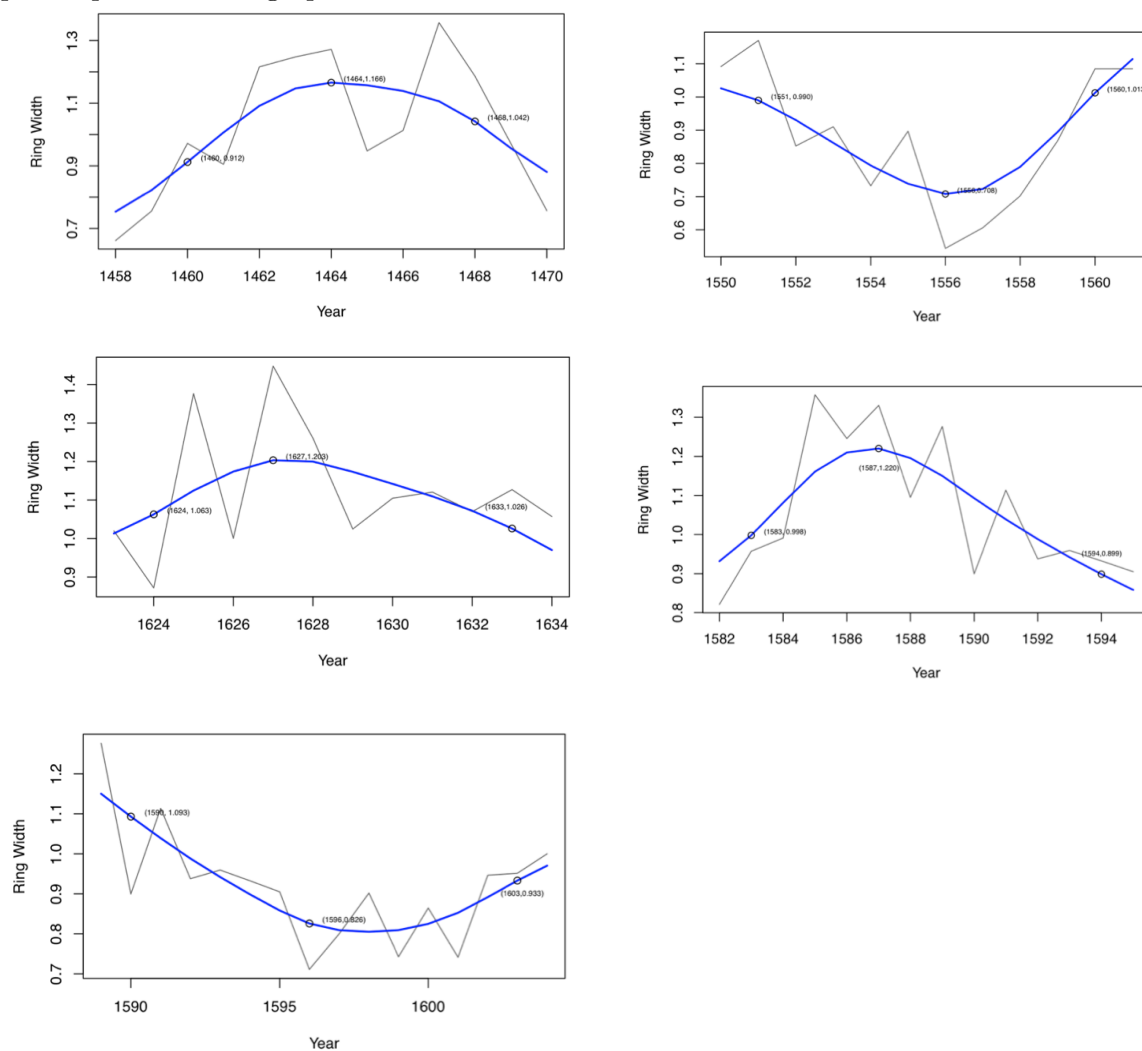 Ring Width
0.7 0.9 1.1 1.3
(1464,1.166)
(1468,1.042)
(1460, 0.912)
1458 1460 1462 1464 1466 1468 1470
Year
Ring Width
0.6 0.7 0.8 0.9 1.0 1.1
(1551, 0.990)
(1556,0.708)
1550 1552 1554 1556 1558 1560
Year
Ring Width
0.9 1.0 1.1 1.2 1.3 1.4
(1627,1.203)
(1624, 1.063)
(1633,1.026)
1624 1626 1628 1630 1632 1634
Year
Ring Width
0.8 0.9 1.0 1.1 1.2 1.3
(1587,1.220)
(1583, 0.998)
(1594,0.899)
1582 1584 1586 1588 1590 1592 1594
Year
Ring Width
0.7 0.8 0.9 1.0 1.1 1.2
(1590, 1.093)
(1596,0.826)
(1603,0.933)
1590 1595 1600
Year